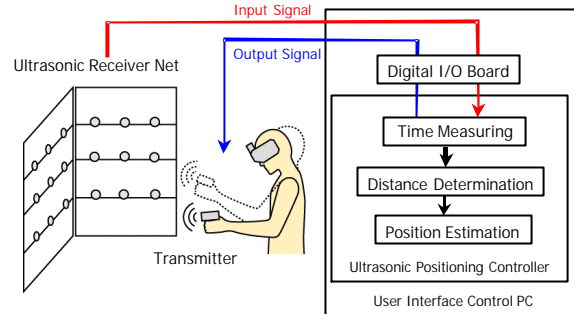 Input Signal
Ultrasonic Receiver Net
Output Signal
Digital I/O Board
Time Measuring
Distance Determination
Position Estimation
Transmitter
Ultrasonic Positioning Controller
User Interface Control PC